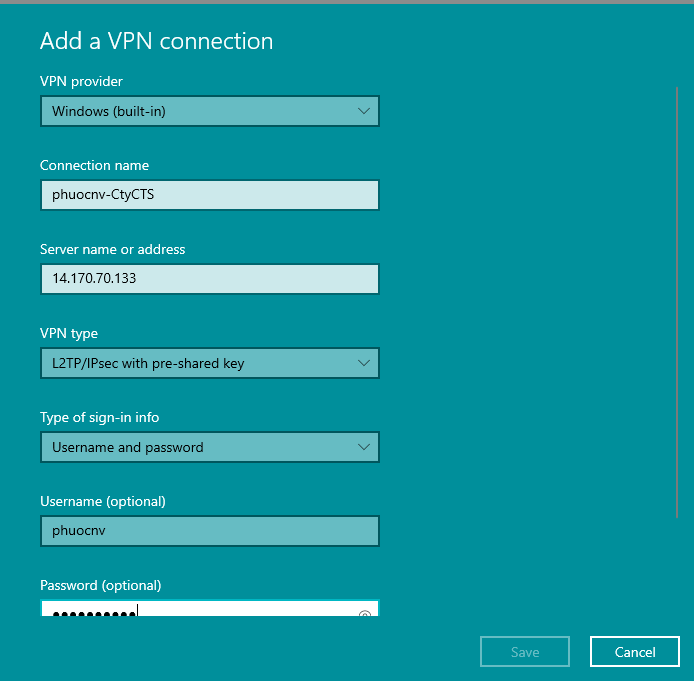 Add a VPN connection
VPN provider
Windows (built-in)
Connection name
phuocnv-CtyCTS
Server name or address
14.170.70.133
VPN type
L2TP/IPsec with pre-shared key
Type of sign-in info
Username and password
Username (optional)
phuocnv
Password (optional)
●●●●●●●●●●
Save
Cancel